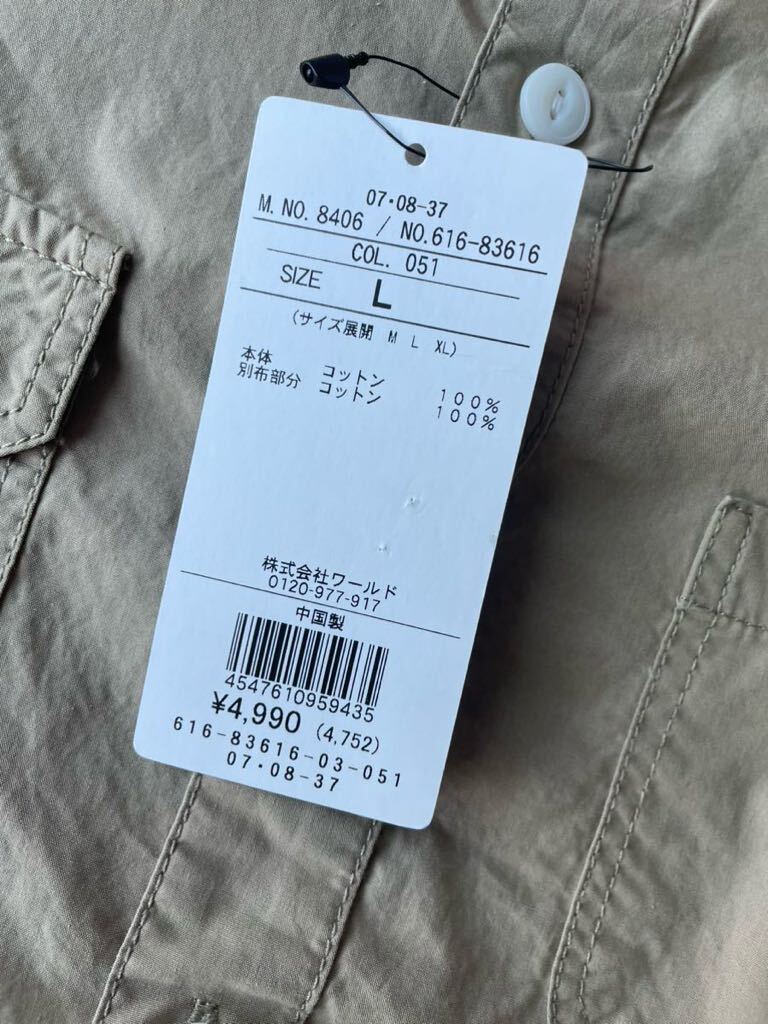 07・08-37
M. NO. 8406 / NO.616-83616
COL. 051
SIZE L
(サイズ展開 M L XL)
本体 コットン 100%
別布部分 コットン 100%
株式会社ワールド
0120-977-917
中国製
4547610959435
¥4,990 (4,752)
616-83616-03-051
07・08-37